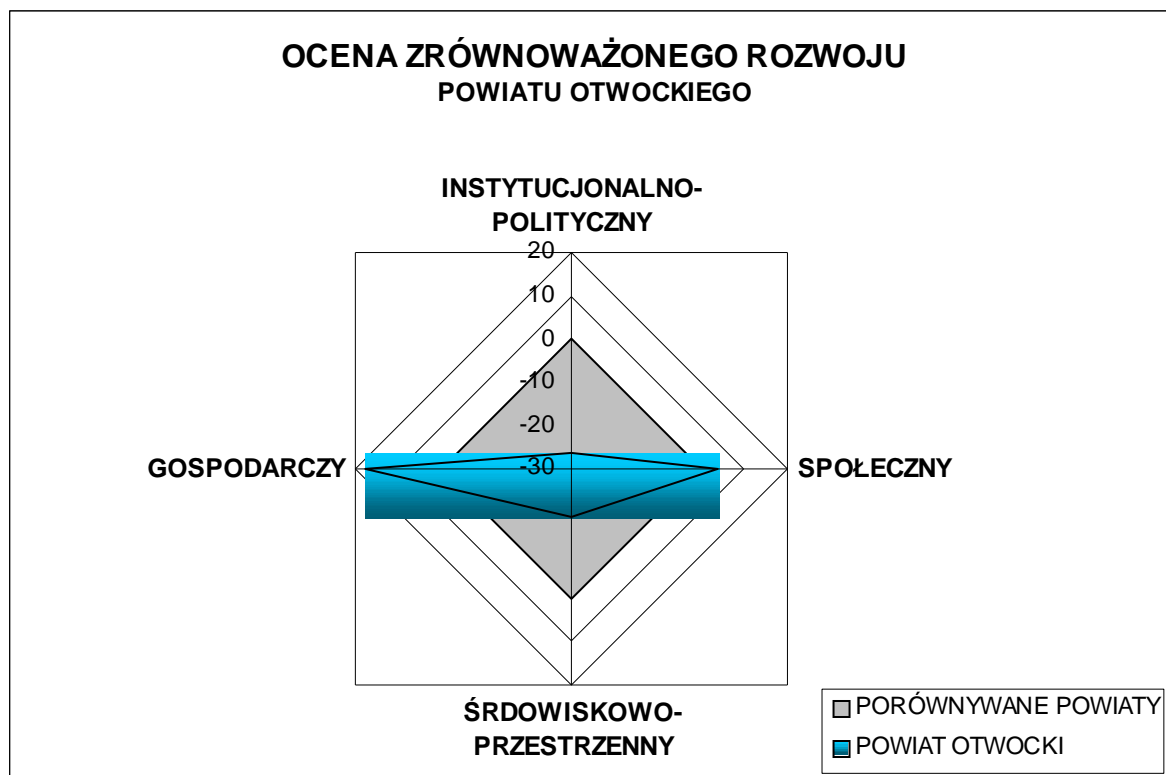 OCENA ZRÓWNOWAŻONEGO ROZWOJU
POWIATU OTWOCKIEGO
INSTYTUCJONALNO-
POLITYCZNY
20
10
0
-10
-20
-30
GOSPODARCZY
SPOŁECZNY
ŚRDOWISKOWO-
PRZESTRZENNY
PORÓWNYWANE POWIATY
POWIAT OTWOCKI